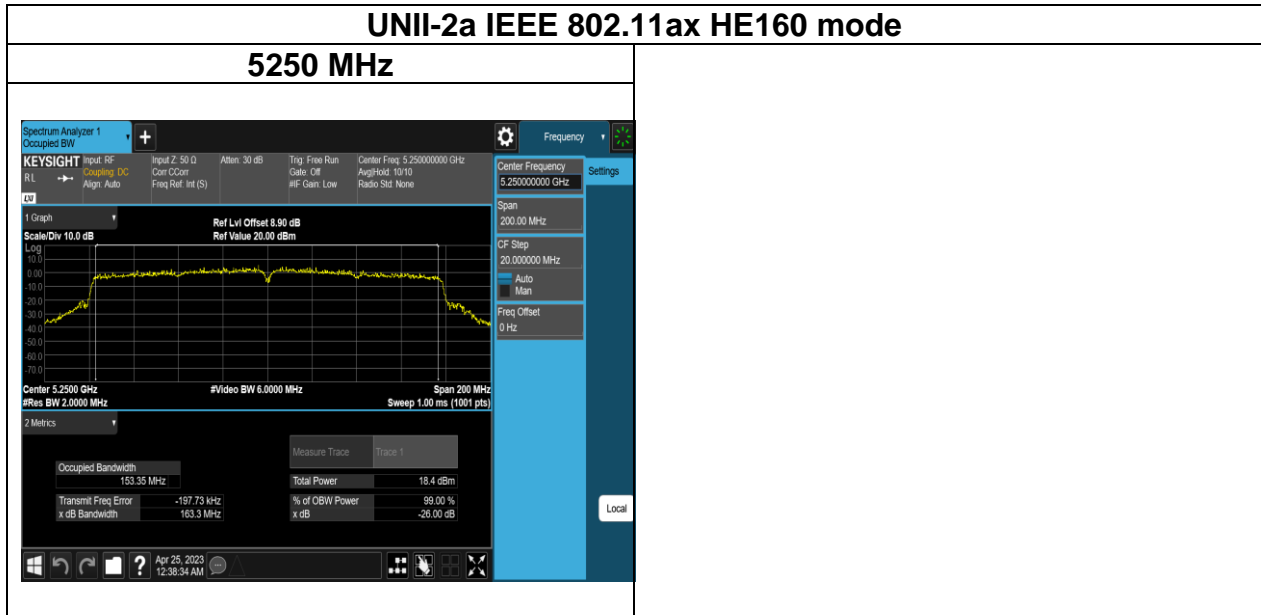 UNII-2a IEEE 802.11ax HE160 mode
5250 MHz
Spectrum Analyzer 1
Occupied BW
+
Frequency
KEYSIGHT
RL
LXI
Input: RF
Coupling: DC
Align: Auto
Input Z: 50 Ω
Corr CCorr
Freq Ref: Int (S)
Atten: 30 dB
Trig: Free Run
Gate: Off
#IF Gain: Low
Center Freq: 5.250000000 GHz
Avg|Hold: 10/10
Radio Std: None
Center Frequency
5.250000000 GHz
Settings
Span
200.00 MHz
CF Step
20.000000 MHz
Auto
Man
Freq Offset
0 Hz
Local
1 Graph
Scale/Div 10.0 dB
Ref Lvl Offset 8.90 dB
Ref Value 20.00 dBm
Log
10.0
0.00
-10.0
-20.0
-30.0
-40.0
-50.0
-60.0
-70.0
Center 5.2500 GHz
#Video BW 6.0000 MHz
Span 200 MHz
#Res BW 2.0000 MHz
Sweep 1.00 ms (1001 pts)
2 Metrics
Measure Trace Trace 1
Occupied Bandwidth
153.35 MHz
Total Power 18.4 dBm
Transmit Freq Error -197.73 kHz
% of OBW Power 99.00 %
x dB Bandwidth 163.3 MHz
x dB -26.00 dB
?
Apr 25, 2023
12:38:34 AM